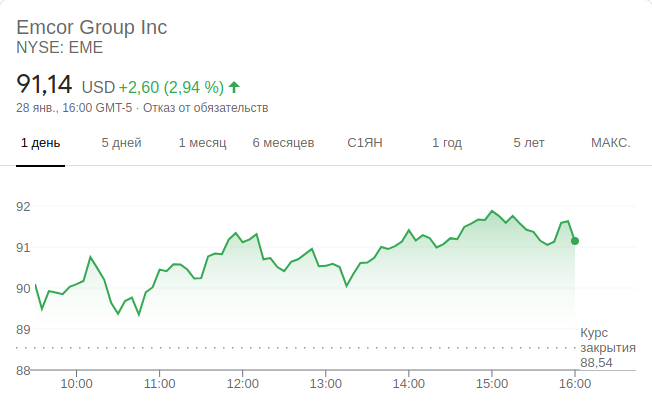 Emcor Group Inc
NYSE: EME
91,14 USD +2,60 (2,94 %)
28 янв., 16:00 GMT-5 · Отказ от обязательств
1 день 5 дней 1 месяц 6 месяцев С1ЯН 1 год 5 лет МАКС.
92
91
90
89
Курс
закрытия
88,54
88
10:00 11:00 12:00 13:00 14:00 15:00 16:00